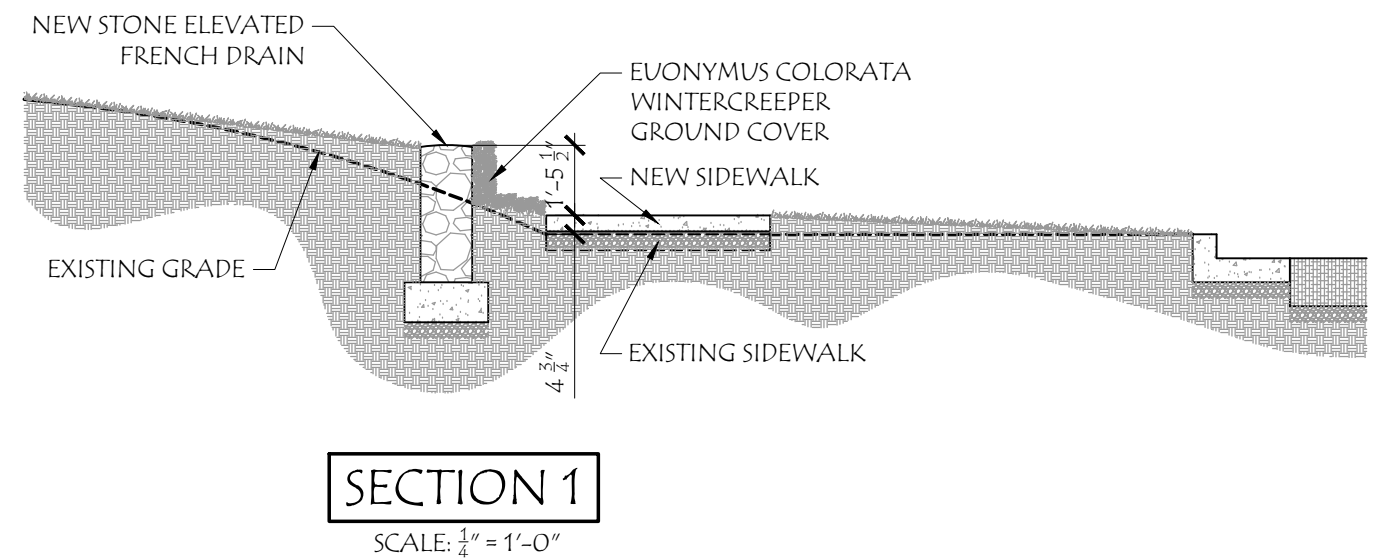 NEW STONE ELEVATED
FRENCH DRAIN
EUONYMUS COLORATA
WINTERCREEPER
GROUND COVER
1'-5 1/2"
NEW SIDEWALK
EXISTING GRADE
EXISTING SIDEWALK
4 3/4"
SECTION 1
SCALE: 1/4" = 1'-0"